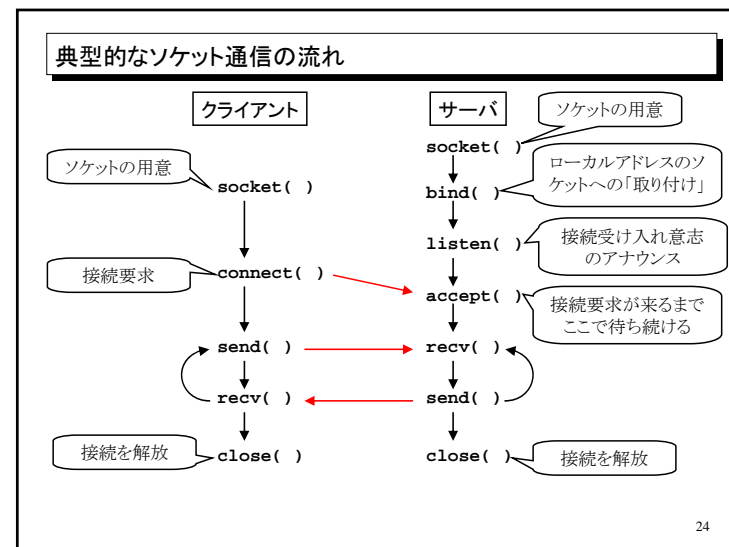 典型的なソケット通信の流れ
クライアント
サーバ
ソケットの用意
socket( )
ソケットの用意
socket( )
ローカルアドレスのソ
ケットへの「取り付け」
bind( )
接続受け入れ意志
のアナウンス
listen( )
接続要求
connect( )
accept( )
接続要求が来るまで
ここで待ち続ける
send( )
recv( )
recv( )
send( )
接続を解放
close( )
close( )
接続を解放
24